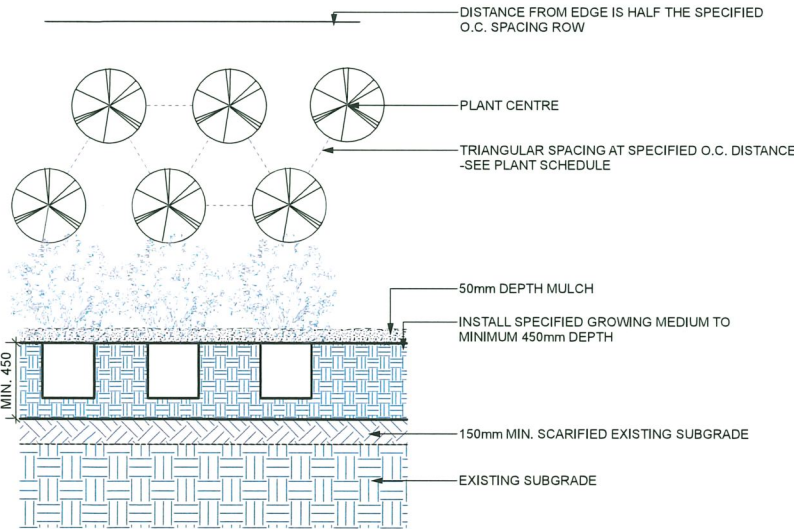 DISTANCE FROM EDGE IS HALF THE SPECIFIED
O.C. SPACING ROW
PLANT CENTRE
TRIANGULAR SPACING AT SPECIFIED O.C. DISTANCE
-SEE PLANT SCHEDULE
50mm DEPTH MULCH
INSTALL SPECIFIED GROWING MEDIUM TO
MINIMUM 450mm DEPTH
MIN. 450
150mm MIN. SCARIFIED EXISTING SUBGRADE
EXISTING SUBGRADE